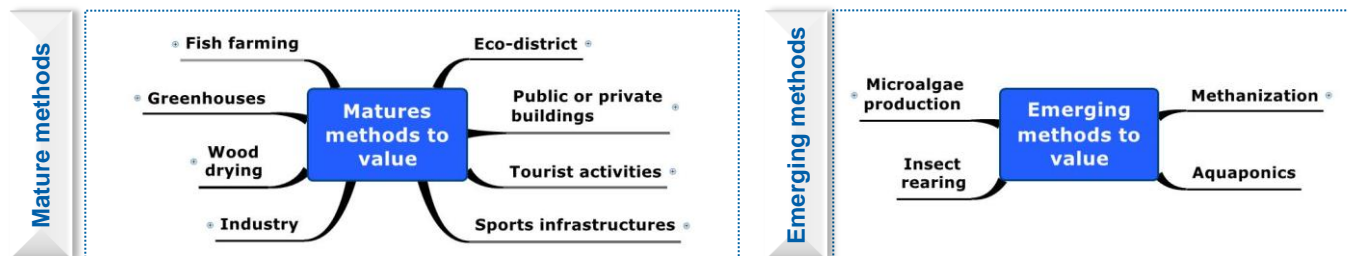 Mature methods
Fish farming
Greenhouses
Wood
drying
Industry
Matures
methods to
value
Eco-district
Public or private
buildings
Tourist activities
Sports infrastructures
Emerging methods
Microalgae
production
Insect
rearing
Emerging
methods to
value
Methanization
Aquaponics